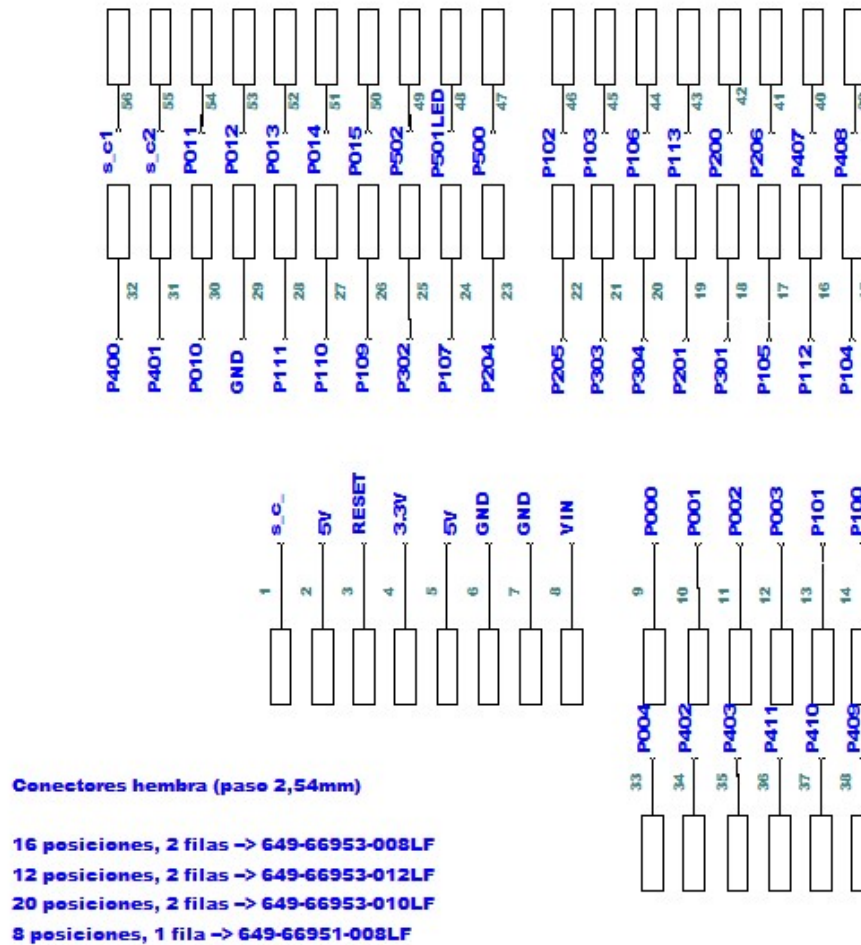 56 55 54 53 52 51 50 49 48 47 46 45 44 43 42 41 40
s_c1 s_c2 P011 P012 P013 P014 P015 P502 P501LED P500 P102 P103 P106 P113 P200 P206 P407 P408
32 31 30 29 28 27 26 25 24 23 22 21 20 19 18 17 16
P400 P401 P010 GND P111 P110 P109 P302 P107 P204 P205 P303 P304 P201 P301 P105 P112 P104
s_c_ 5V RESET 3.3V 5V GND GND VIN P000 P001 P002 P003 P101 P100
1 2 3 4 5 6 7 8 9 10 11 12 13 14
P004 P402 P403 P411 P410 P409
33 34 35 36 37 38
Conectores hembra (paso 2,54mm)
16 posiciones, 2 filas -> 649-66953-008LF
12 posiciones, 2 filas -> 649-66953-012LF
20 posiciones, 2 filas -> 649-66953-010LF
8 posiciones, 1 fila -> 649-66951-008LF